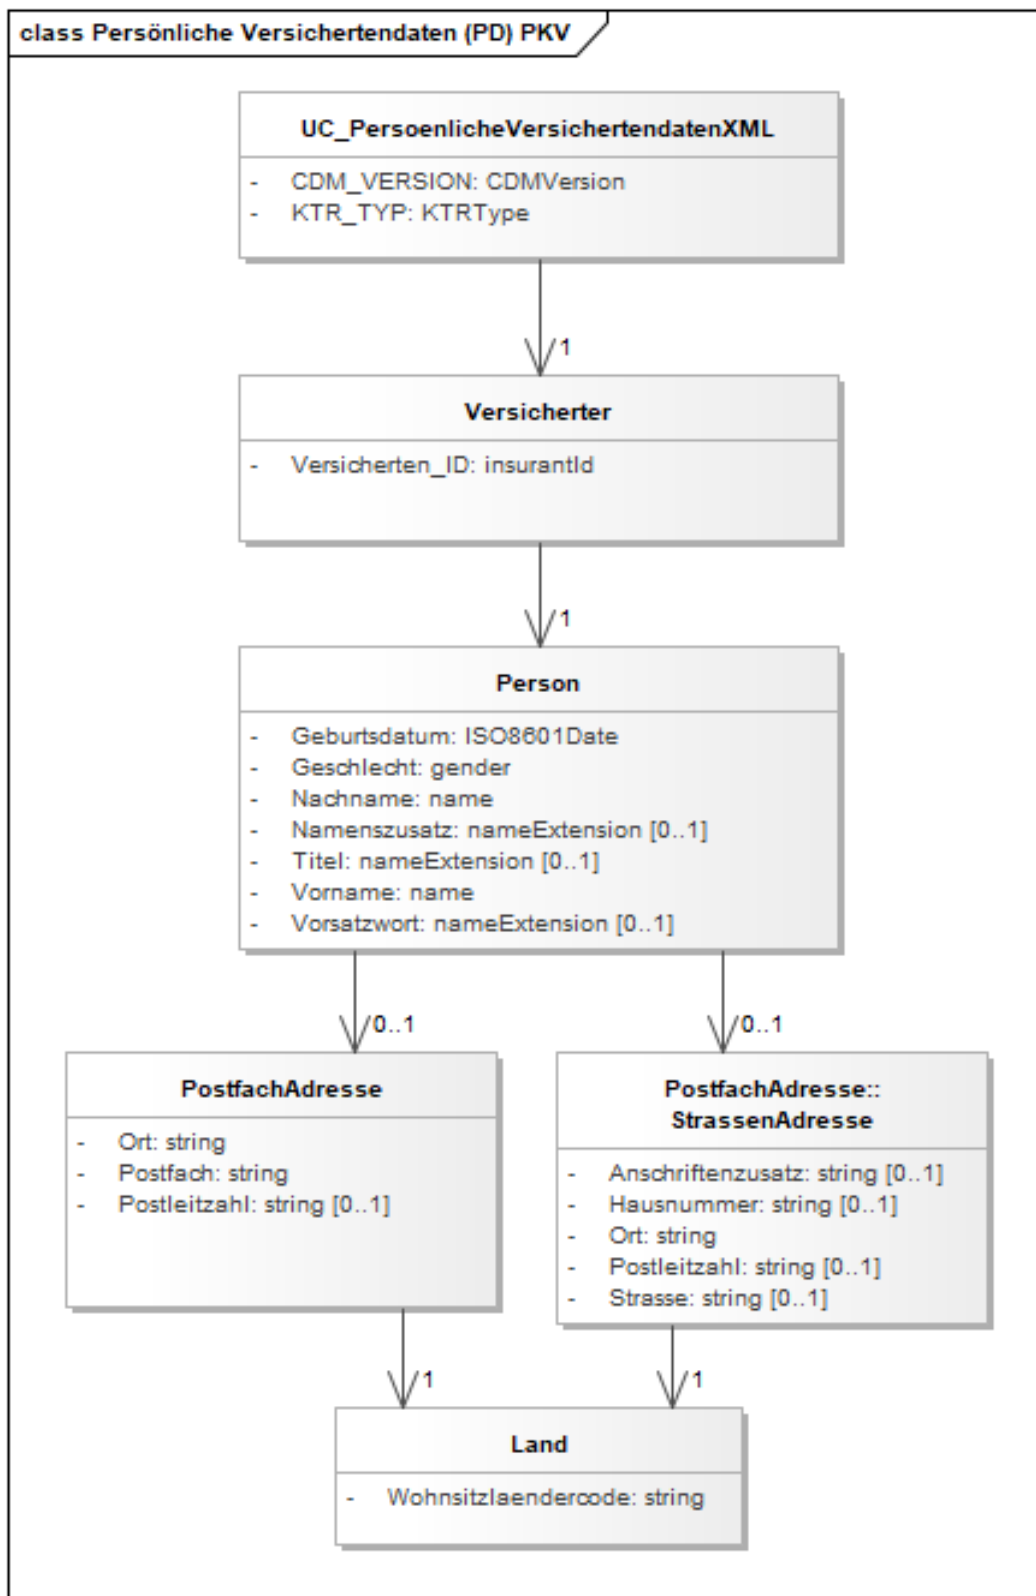 class Persönliche Versichertendaten (PD) PKV
UC_PersoenlicheVersichertendatenXML
- CDM_VERSION: CDMVersion
- KTR_TYP: KTRType
1
Versicherter
- Versicherten_ID: insurantId
1
Person
- Geburtsdatum: ISO8601Date
- Geschlecht: gender
- Nachname: name
- Namenszusatz: nameExtension [0..1]
- Titel: nameExtension [0..1]
- Vorname: name
- Vorsatzwort: nameExtension [0..1]
0..1
0..1
PostfachAdresse
- Ort: string
- Postfach: string
- Postleitzahl: string [0..1]
PostfachAdresse::
StrassenAdresse
- Anschriftenzusatz: string [0..1]
- Hausnummer: string [0..1]
- Ort: string
- Postleitzahl: string [0..1]
- Strasse: string [0..1]
1
1
Land
- Wohnsitzlaendercode: string